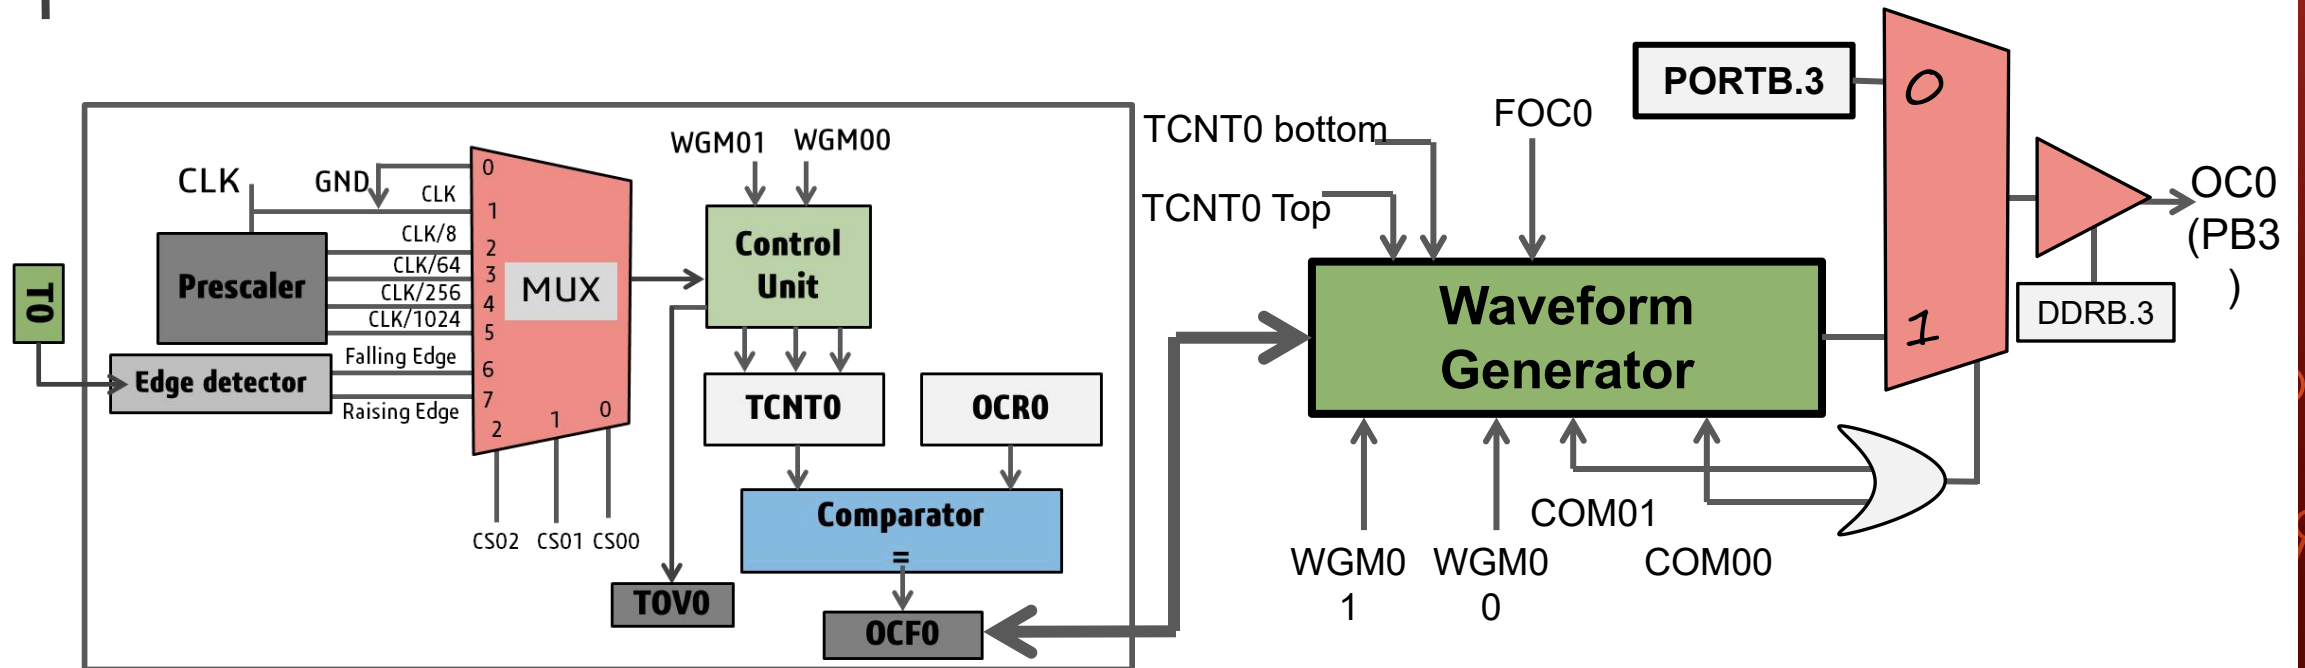 PORTB.3
0
FOC0
TCNT0 bottom
TCNT0 Top
WGM01
WGM00
CLK
GND
CLK
CLK/8
CLK/64
CLK/256
CLK/1024
Falling Edge
Raising Edge
0
1
2
3
4
5
6
7
2
1
0
MUX
Prescaler
T0
Edge detector
CS02
CS01
CS00
Control
Unit
TCNT0
OCR0
Comparator
=
TOV0
OCF0
Waveform
Generator
1
OC0
(PB3
)
DDRB.3
COM01
WGM0
1
WGM0
0
COM00